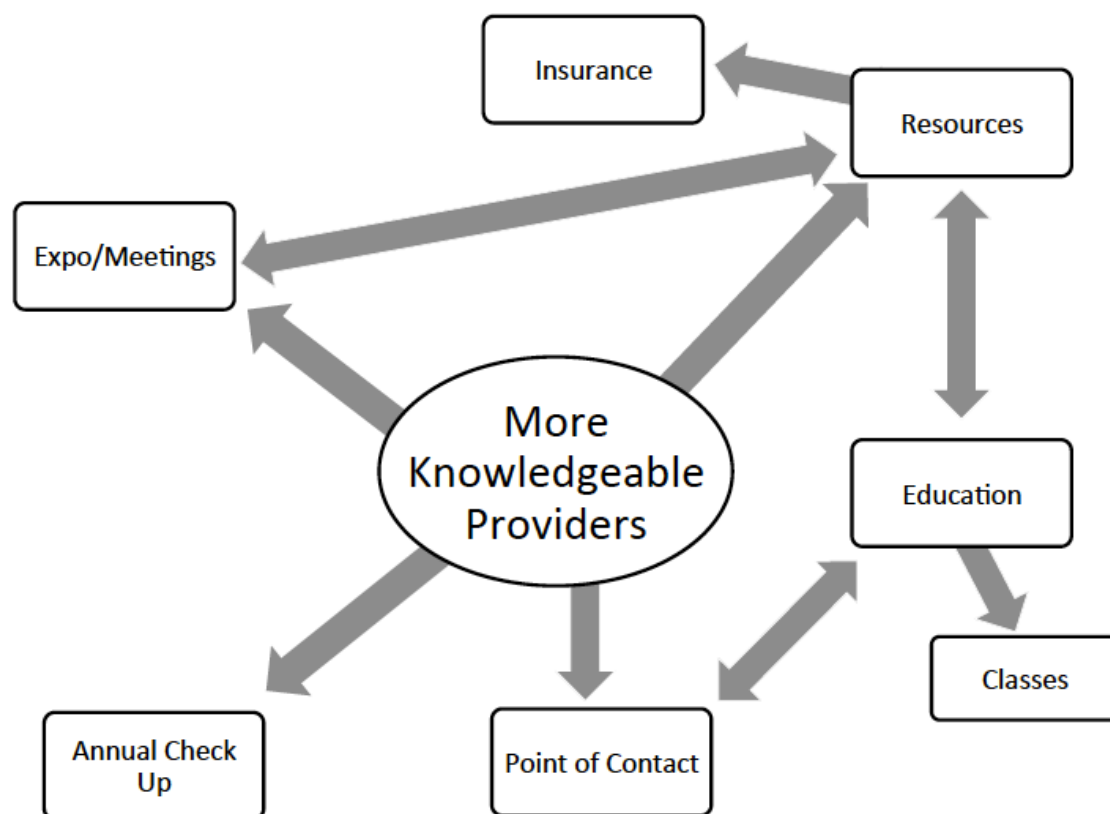 Insurance
Resources
Expo/Meetings
More
Knowledgeable
Providers
Education
Classes
Annual Check
Up
Point of Contact